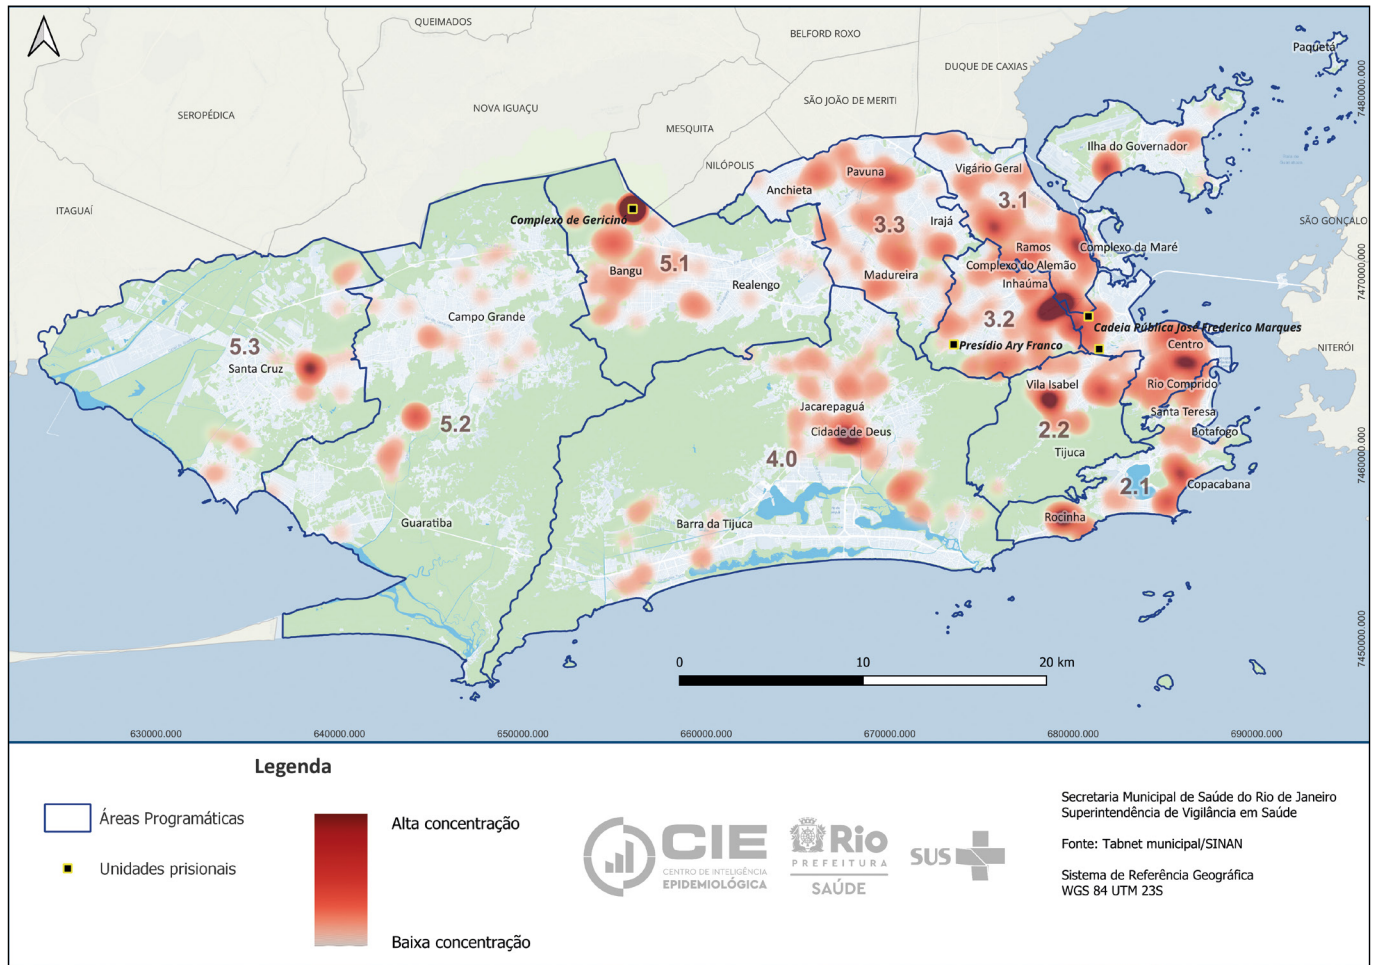 QUEIMADOS
BELFORD ROXO
Paquetá
DUQUE DE CAXIAS
SEROPÉDICA
NOVA IGUAÇU
SÃO JOÃO DE MERITI
7480000.000
MESQUITA
NILÓPOLIS
Ilha do Governador
Vigário Geral
Pavuna
Anchieta
ITAGUAÍ
3.1
Complexo de Gericinó
3.3
Irajá
SÃO GONÇALO
Ramos
Complexo da Maré
Bangu
5.1
Complexo do Alemão
Madureira
Realengo
Inhaúma
7470000.000
Campo Grande
3.2
Cadeia Pública José Frederico Marques
5.3
Presídio Ary Franco
Centro
NITERÓI
Santa Cruz
Vila Isabel
Rio Comprido
Jacarepaguá
Santa Teresa
5.2
Cidade de Deus
2.2
Botafogo
4.0
Tijuca
7460000.000
2.1
Copacabana
Guaratiba
Barra da Tijuca
Rocinha
7450000.000
0 10 20 km
630000.000 640000.000 650000.000 660000.000 670000.000 680000.000 690000.000
Legenda
Áreas Programáticas
Unidades prisionais
Alta concentração
Baixa concentração
CIE
CENTRO DE INTELIGÊNCIA
EPIDEMIOLÓGICA
Rio
PREFEITURA
SAÚDE
SUS
Secretaria Municipal de Saúde do Rio de Janeiro
Superintendência de Vigilância em Saúde
Fonte: Tabnet municipal/SINAN
Sistema de Referência Geográfica
WGS 84 UTM 23S